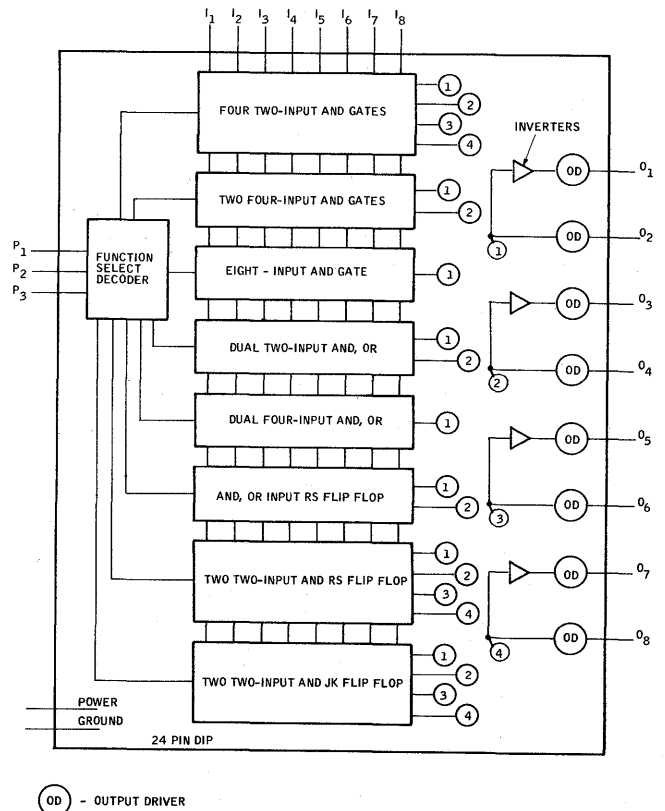 I1 I2 I3 I4 I5 I6 I7 I8
FOUR TWO-INPUT AND GATES
1
2
3
4
TWO FOUR-INPUT AND GATES
1
2
EIGHT - INPUT AND GATE
1
DUAL TWO-INPUT AND, OR
1
2
DUAL FOUR-INPUT AND, OR
1
AND, OR INPUT RS FLIP FLOP
1
2
TWO TWO-INPUT AND RS FLIP FLOP
1
2
3
4
TWO TWO-INPUT AND JK FLIP FLOP
1
2
3
4
P1
P2
P3
FUNCTION
SELECT
DECODER
INVERTERS
OD O1
1 OD O2
OD O3
2 OD O4
OD O5
3 OD O6
OD O7
4 OD O8
POWER
GROUND
24 PIN DIP
OD - OUTPUT DRIVER